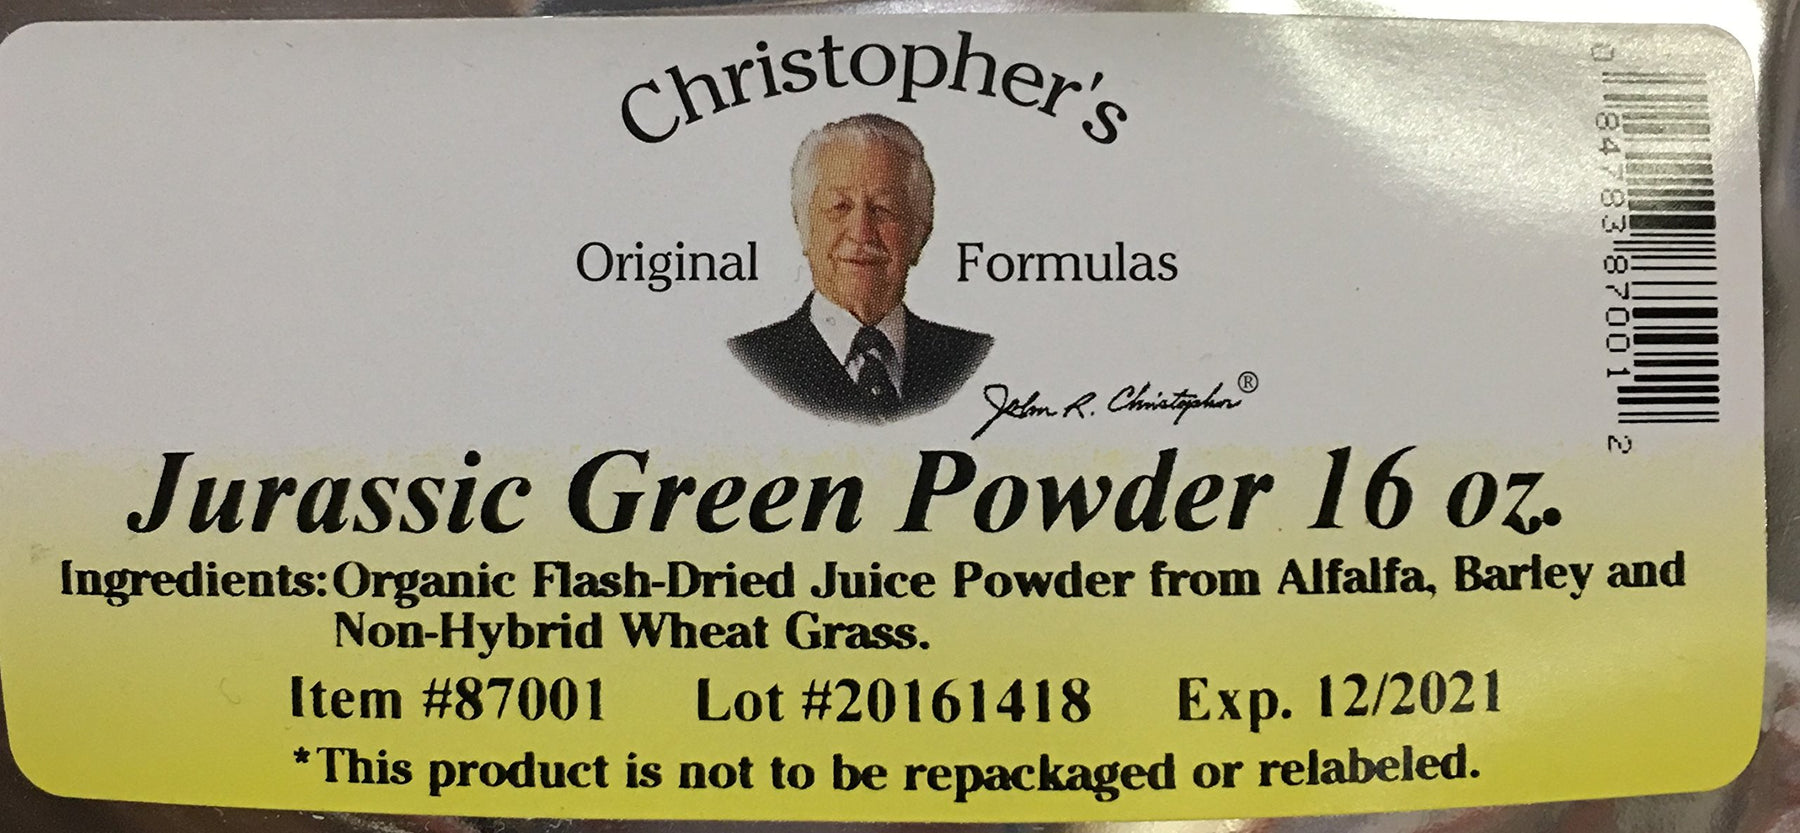 Christopher's
Original Formulas
John R. Christopher®
Jurassic Green Powder 16 oz.
Ingredients: Organic Flash-Dried Juice Powder from Alfalfa, Barley and
Non-Hybrid Wheat Grass.
Item #87001 Lot #20161418 Exp. 12/2021
*This product is not to be repackaged or relabeled.
0 84783 87001 2